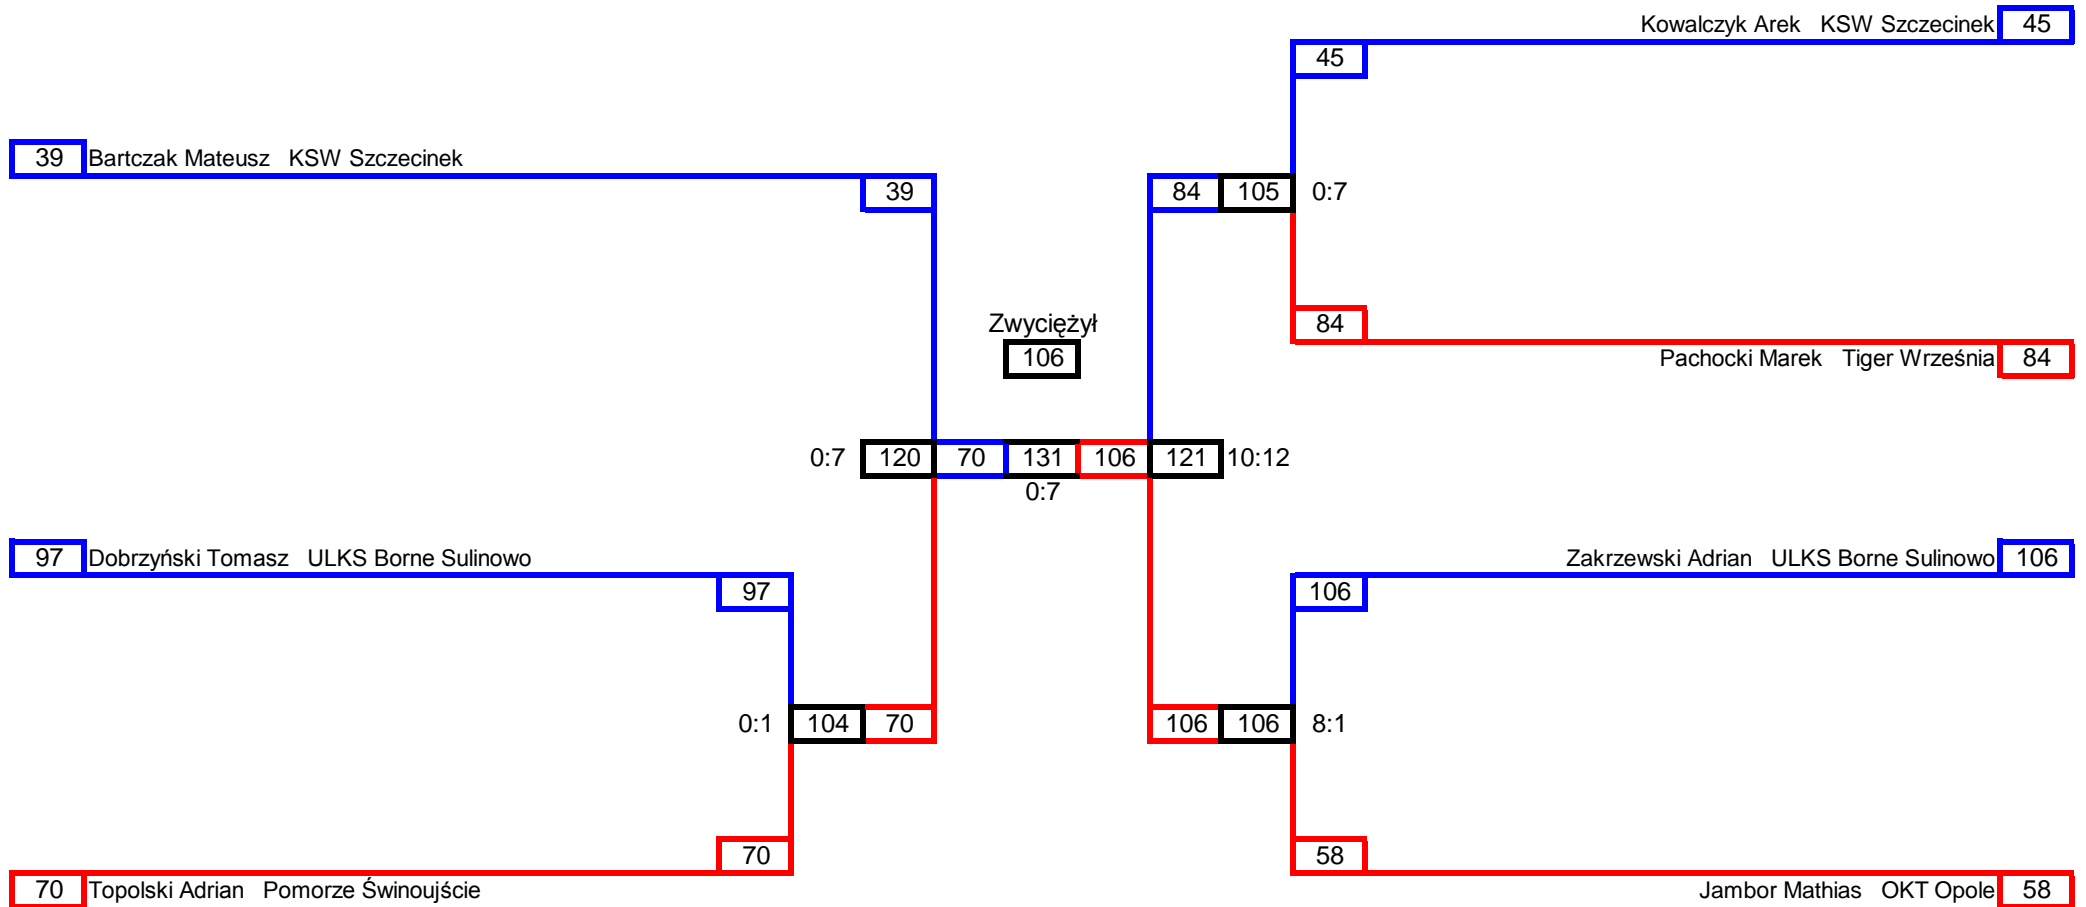 Kowalczyk Arek KSW Szczecinek 45
45
39 Bartczak Mateusz KSW Szczecinek
39 84 105 0:7
Zwyciężył
84
106
Pachocki Marek Tiger Września 84
0:7 120 70 131 106 121 10:12
0:7
97 Dobrzyński Tomasz ULKS Borne Sulinowo
Zakrzewski Adrian ULKS Borne Sulinowo 106
97
106
0:1 104 70
106 106 8:1
70
58
70 Topolski Adrian Pomorze Świnoujście
Jambor Mathias OKT Opole 58